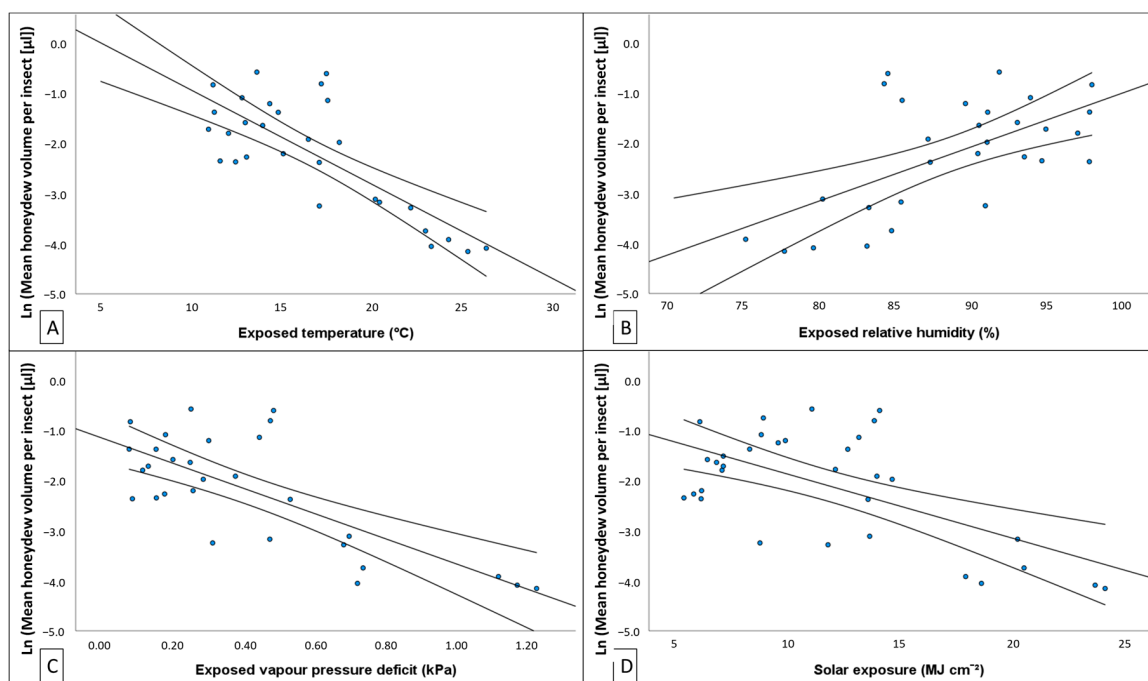 Ln (Mean honeydew volume per insect [µl])
0.0
−1.0
−2.0
−3.0
−4.0
−5.0
5 10 15 20 25 30
A
Exposed temperature (°C)
Ln (Mean honeydew volume per insect [µl])
0.0
−1.0
−2.0
−3.0
−4.0
−5.0
70 75 80 85 90 95 100
B
Exposed relative humidity (%)
Ln (Mean honeydew volume per insect [µl])
0.0
−1.0
−2.0
−3.0
−4.0
−5.0
0.00 0.20 0.40 0.60 0.80 1.00 1.20
C
Exposed vapour pressure deficit (kPa)
Ln (Mean honeydew volume per insect [µl])
0.0
−1.0
−2.0
−3.0
−4.0
−5.0
5 10 15 20 25
D
Solar exposure (MJ cm⁻²)